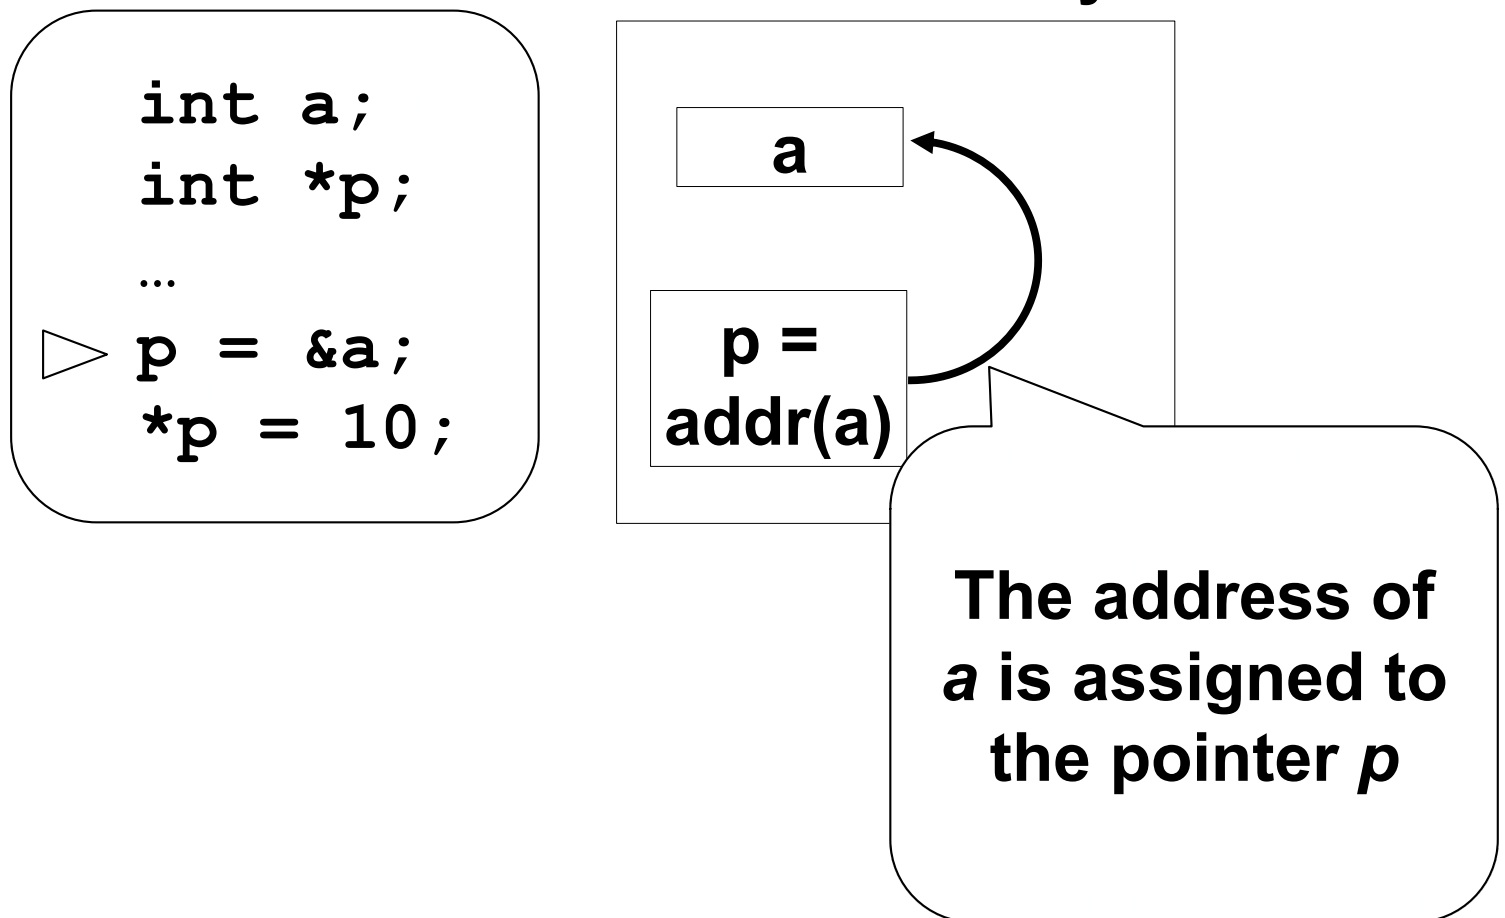 int a;
int *p;
…
p = &a;
*p = 10;
a
p =
addr(a)
The address of
a is assigned to
the pointer p